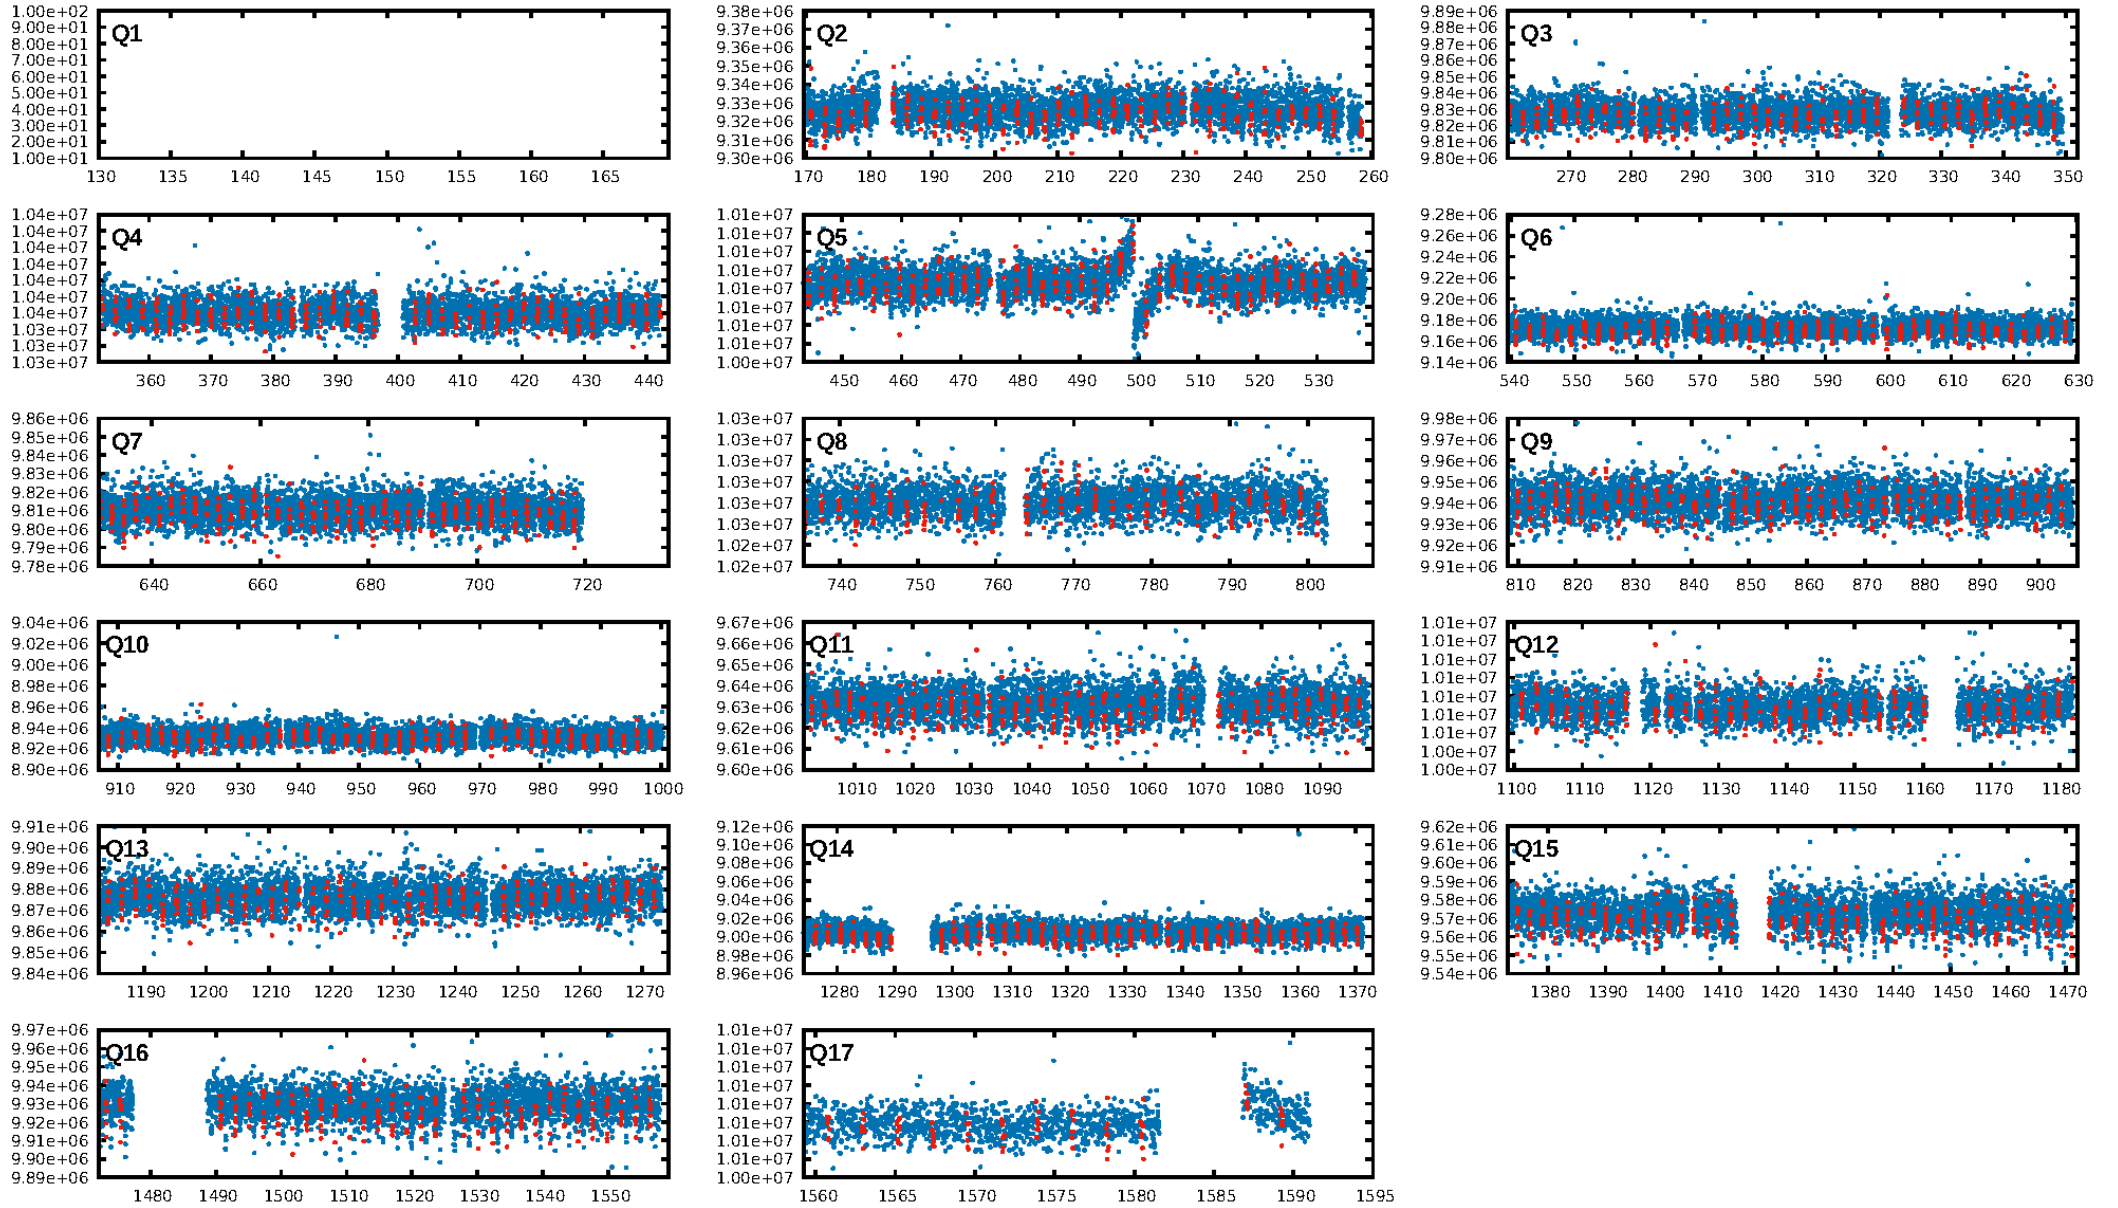 1.00e+02
9.00e+01
8.00e+01
7.00e+01
6.00e+01
5.00e+01
4.00e+01
3.00e+01
2.00e+01
1.00e+01
Q1
130 135 140 145 150 155 160 165
9.38e+06
9.37e+06
9.36e+06
9.35e+06
9.34e+06
9.33e+06
9.32e+06
9.31e+06
9.30e+06
Q2
170 180 190 200 210 220 230 240 250 260
9.89e+06
9.88e+06
9.87e+06
9.86e+06
9.85e+06
9.84e+06
9.83e+06
9.82e+06
9.81e+06
9.80e+06
Q3
270 280 290 300 310 320 330 340 350
1.04e+07
1.04e+07
1.04e+07
1.04e+07
1.04e+07
1.04e+07
1.04e+07
1.03e+07
1.03e+07
1.03e+07
Q4
360 370 380 390 400 410 420 430 440
1.01e+07
1.01e+07
1.01e+07
1.01e+07
1.01e+07
1.01e+07
1.01e+07
1.01e+07
1.00e+07
Q5
450 460 470 480 490 500 510 520 530
9.28e+06
9.26e+06
9.24e+06
9.22e+06
9.20e+06
9.18e+06
9.16e+06
9.14e+06
Q6
540 550 560 570 580 590 600 610 620 630
9.86e+06
9.85e+06
9.84e+06
9.83e+06
9.82e+06
9.81e+06
9.80e+06
9.79e+06
9.78e+06
Q7
640 660 680 700 720
1.03e+07
1.03e+07
1.03e+07
1.03e+07
1.03e+07
1.03e+07
1.02e+07
1.02e+07
Q8
740 750 760 770 780 790 800
9.98e+06
9.97e+06
9.96e+06
9.95e+06
9.94e+06
9.93e+06
9.92e+06
9.91e+06
Q9
810 820 830 840 850 860 870 880 890 900
9.04e+06
9.02e+06
9.00e+06
8.98e+06
8.96e+06
8.94e+06
8.92e+06
8.90e+06
Q10
910 920 930 940 950 960 970 980 990 1000
9.67e+06
9.66e+06
9.65e+06
9.64e+06
9.63e+06
9.62e+06
9.61e+06
9.60e+06
Q11
1010 1020 1030 1040 1050 1060 1070 1080 1090
1.01e+07
1.01e+07
1.01e+07
1.01e+07
1.01e+07
1.01e+07
1.01e+07
1.00e+07
1.00e+07
Q12
1100 1110 1120 1130 1140 1150 1160 1170 1180
9.91e+06
9.90e+06
9.89e+06
9.88e+06
9.87e+06
9.86e+06
9.85e+06
9.84e+06
Q13
1190 1200 1210 1220 1230 1240 1250 1260 1270
9.12e+06
9.10e+06
9.08e+06
9.06e+06
9.04e+06
9.02e+06
9.00e+06
8.98e+06
8.96e+06
Q14
1280 1290 1300 1310 1320 1330 1340 1350 1360 1370
9.62e+06
9.61e+06
9.60e+06
9.59e+06
9.58e+06
9.57e+06
9.56e+06
9.55e+06
9.54e+06
Q15
1380 1390 1400 1410 1420 1430 1440 1450 1460 1470
9.97e+06
9.96e+06
9.95e+06
9.94e+06
9.93e+06
9.92e+06
9.91e+06
9.90e+06
9.89e+06
Q16
1480 1490 1500 1510 1520 1530 1540 1550
1.01e+07
1.01e+07
1.01e+07
1.01e+07
1.01e+07
1.01e+07
1.01e+07
1.01e+07
1.00e+07
Q17
1560 1565 1570 1575 1580 1585 1590 1595